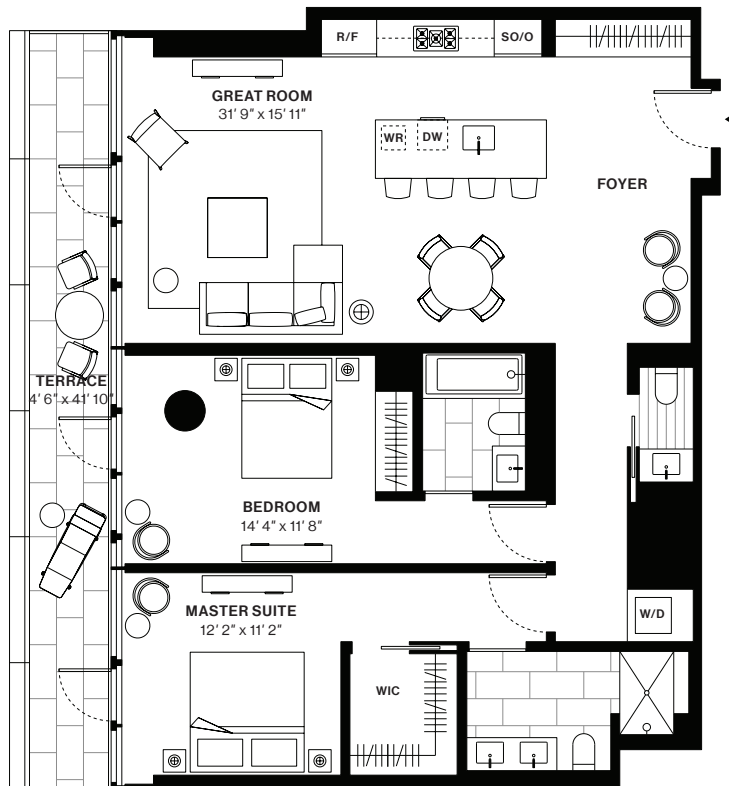 R/F
SO/O
GREAT ROOM
31' 9" x 15' 11"
WR
DW
FOYER
TERRACE
4' 6" x 41' 10"
BEDROOM
14' 4" x 11' 8"
MASTER SUITE
12' 2" x 11' 2"
W/D
WIC